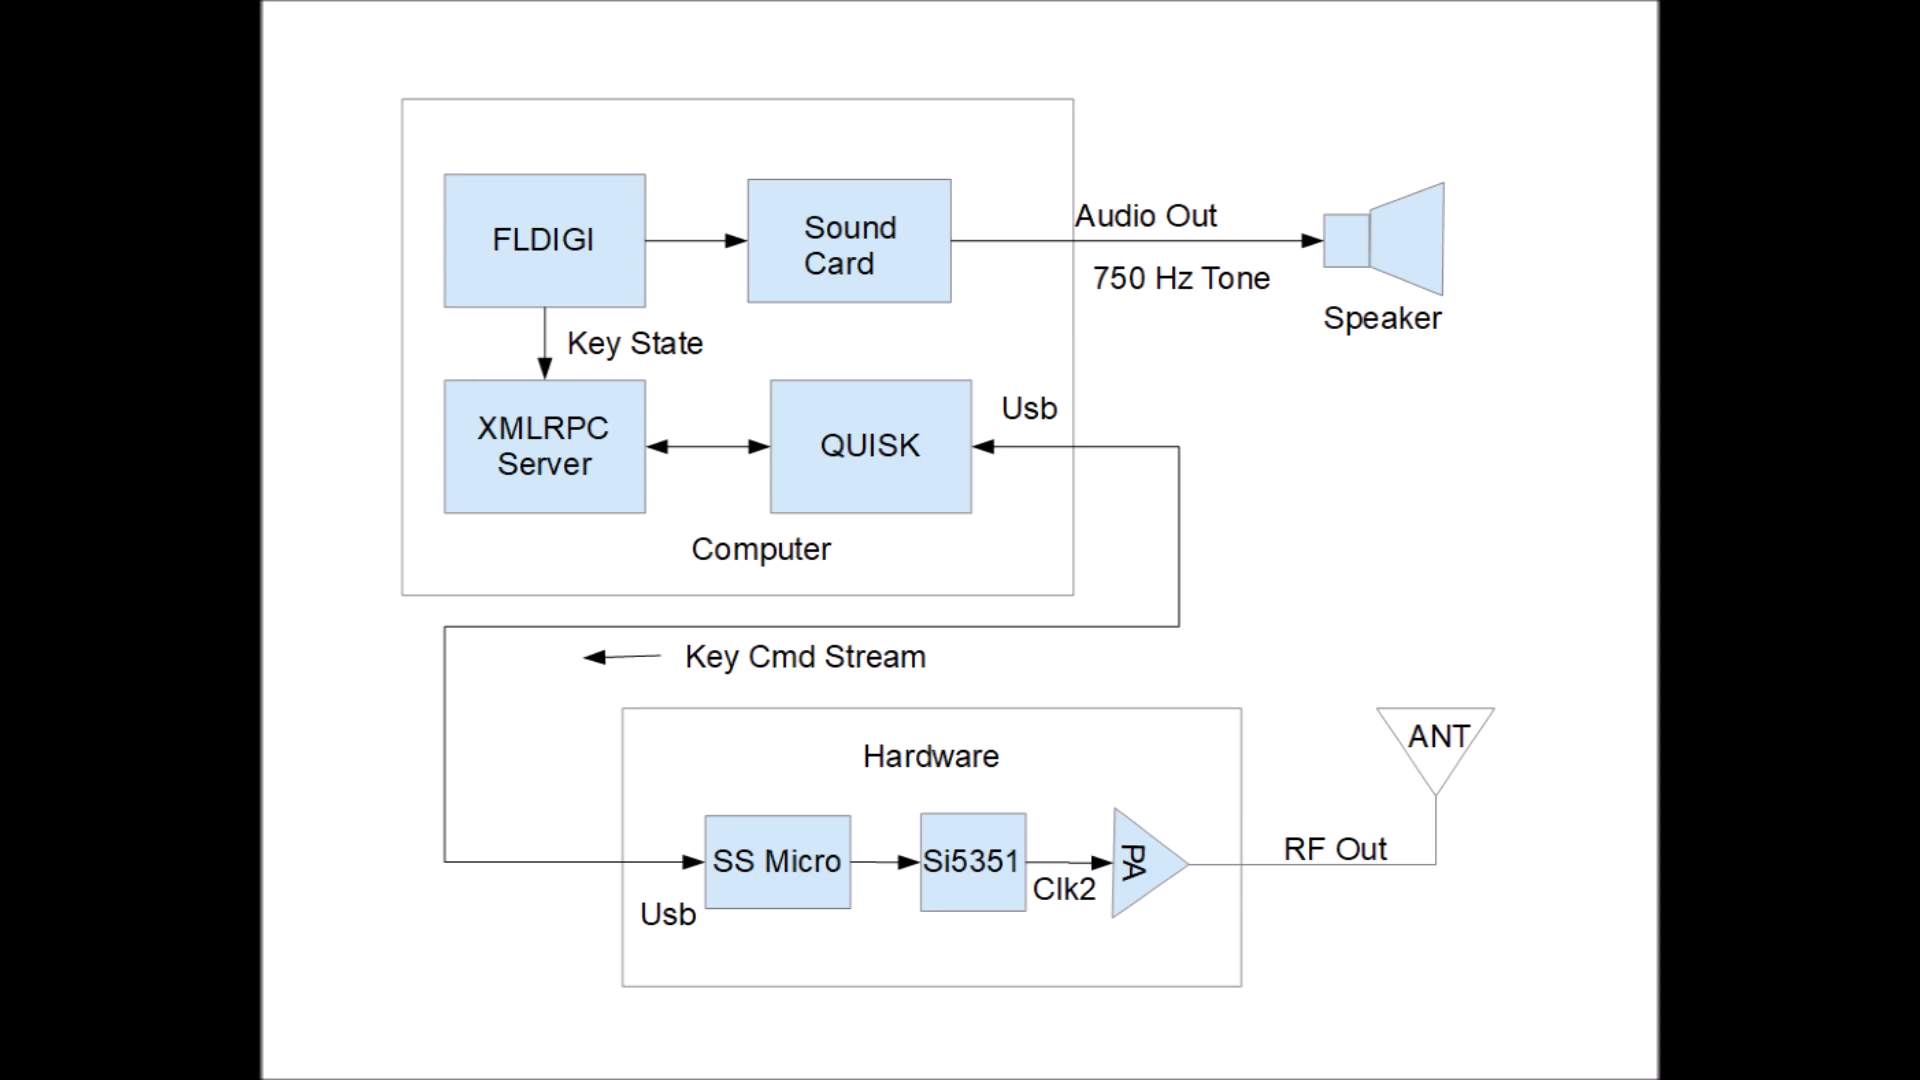 FLDIGI
Sound
Card
Audio Out
750 Hz Tone
Speaker
Key State
XMLRPC
Server
QUISK
Usb
Computer
Key Cmd Stream
Hardware
ANT
SS Micro
Si5351
Clk2
PA
RF Out
Usb